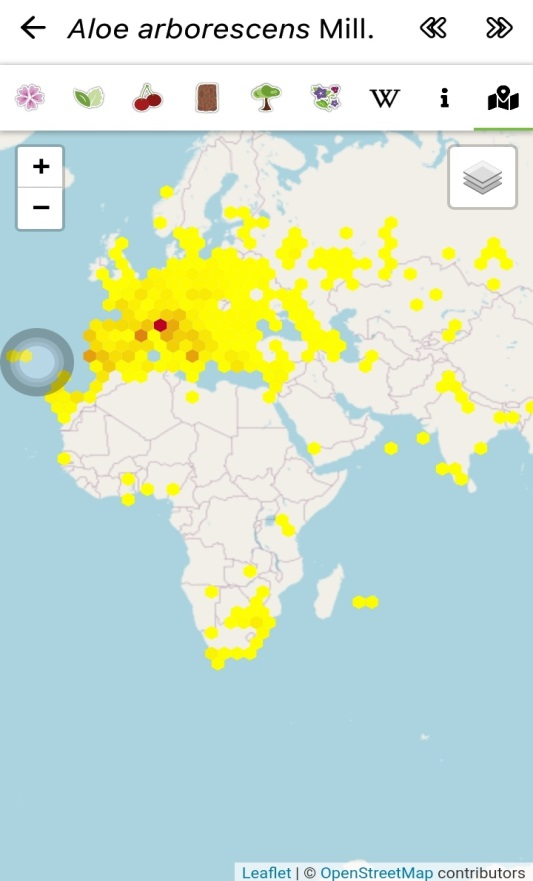 Aloe arborescens Mill.
W i
+
−
Leaflet | © OpenStreetMap contributors